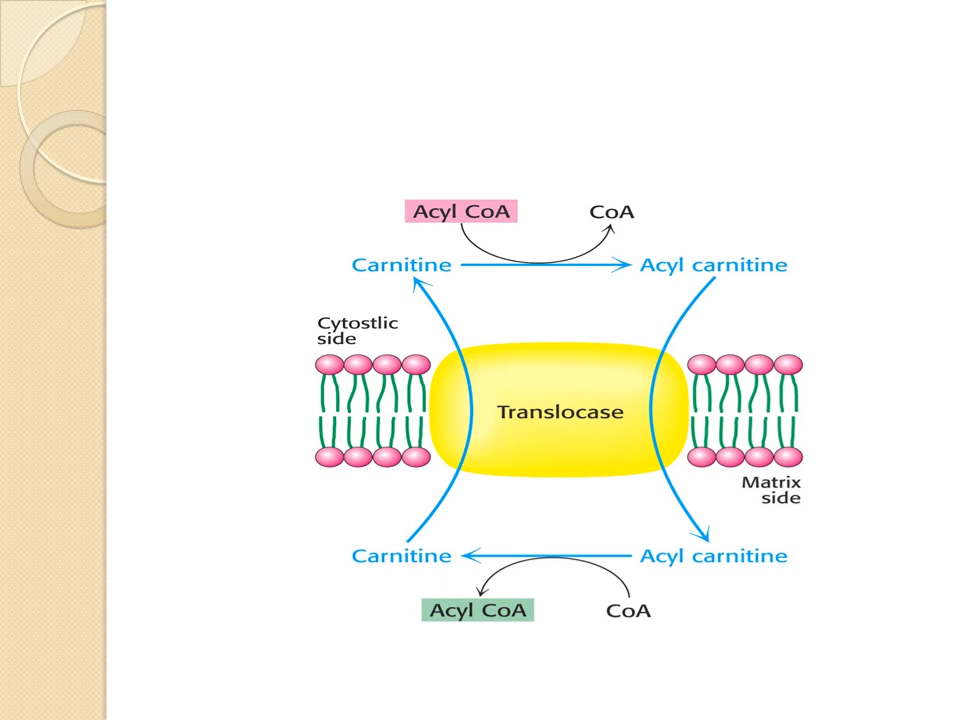 Acyl CoA
CoA
Carnitine
Acyl carnitine
Cytostlic
side
Translocase
Matrix
side
Carnitine
Acyl carnitine
Acyl CoA
CoA